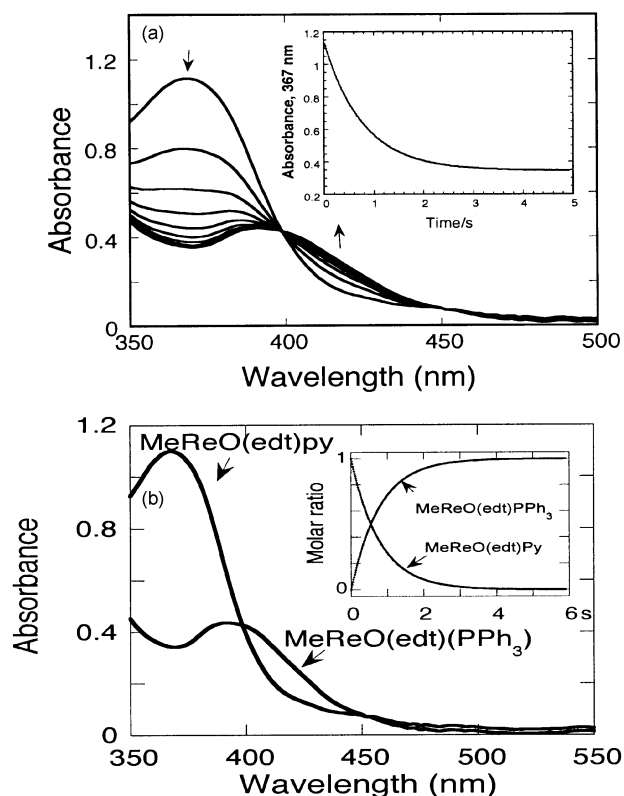 (a)
1.2
0.8
0.4
0
Absorbance
350
400
450
500
Wavelength (nm)
Absorbance, 367 nm
1.2
1
0.8
0.6
0.4
0.2
0
1
2
3
4
5
Time/s
(b)
1.2
0.8
0.4
0
Absorbance
MeReO(edt)py
MeReO(edt)(PPh3)
350
400
450
500
550
Wavelength (nm)
Molar ratio
1
0
MeReO(edt)PPh3
MeReO(edt)Py
0
2
4
6 s